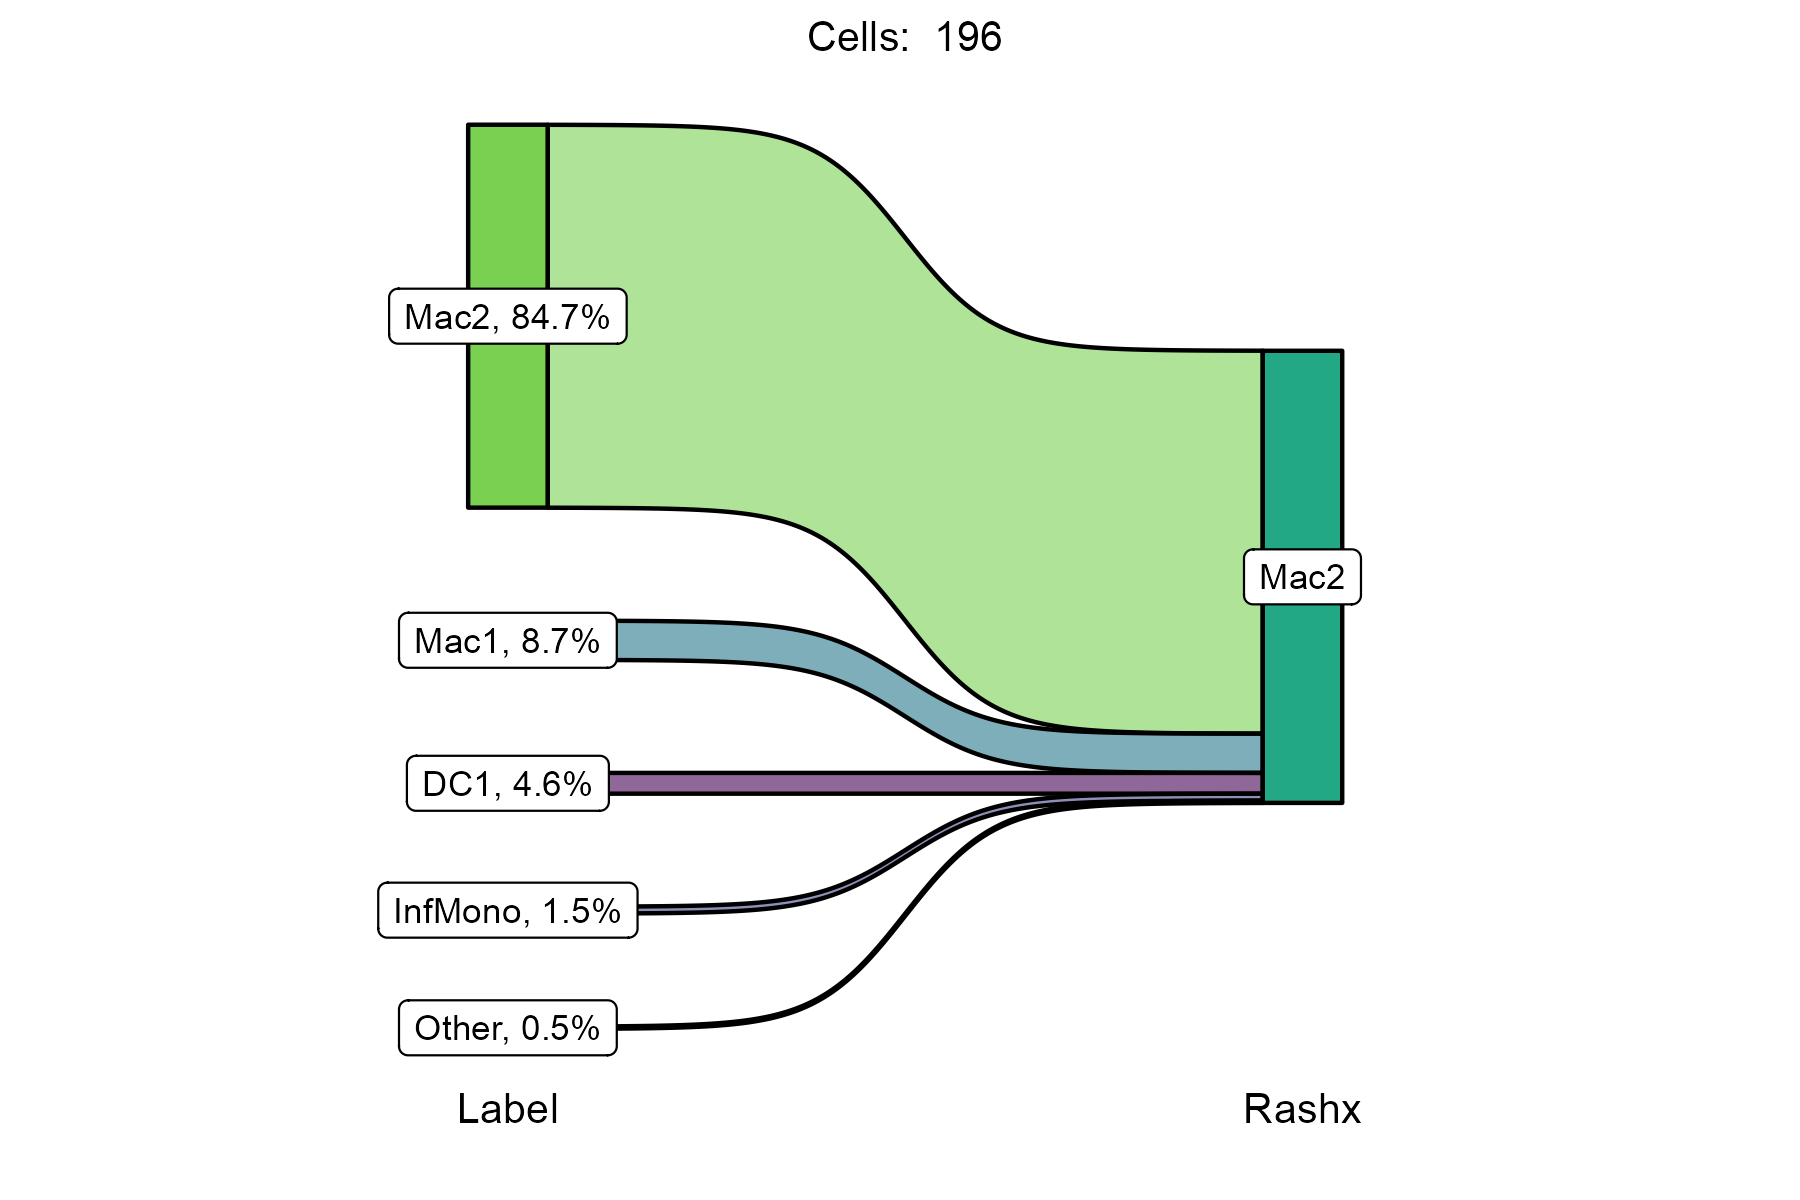 Cells:  196
Mac2, 84.7%
Mac2
Mac1, 8.7%
DC1, 4.6%
InfMono, 1.5%
Other, 0.5%
Label
Rashx